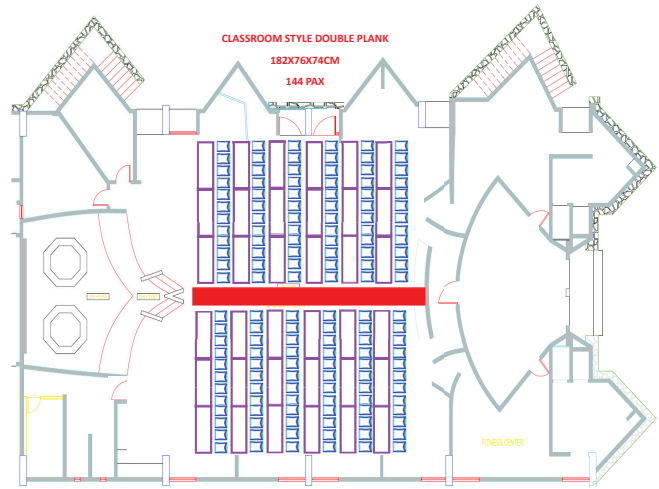 CLASSROOM STYLE DOUBLE PLANK
182X76X74CM
144 PAX
FITNESS CENTER